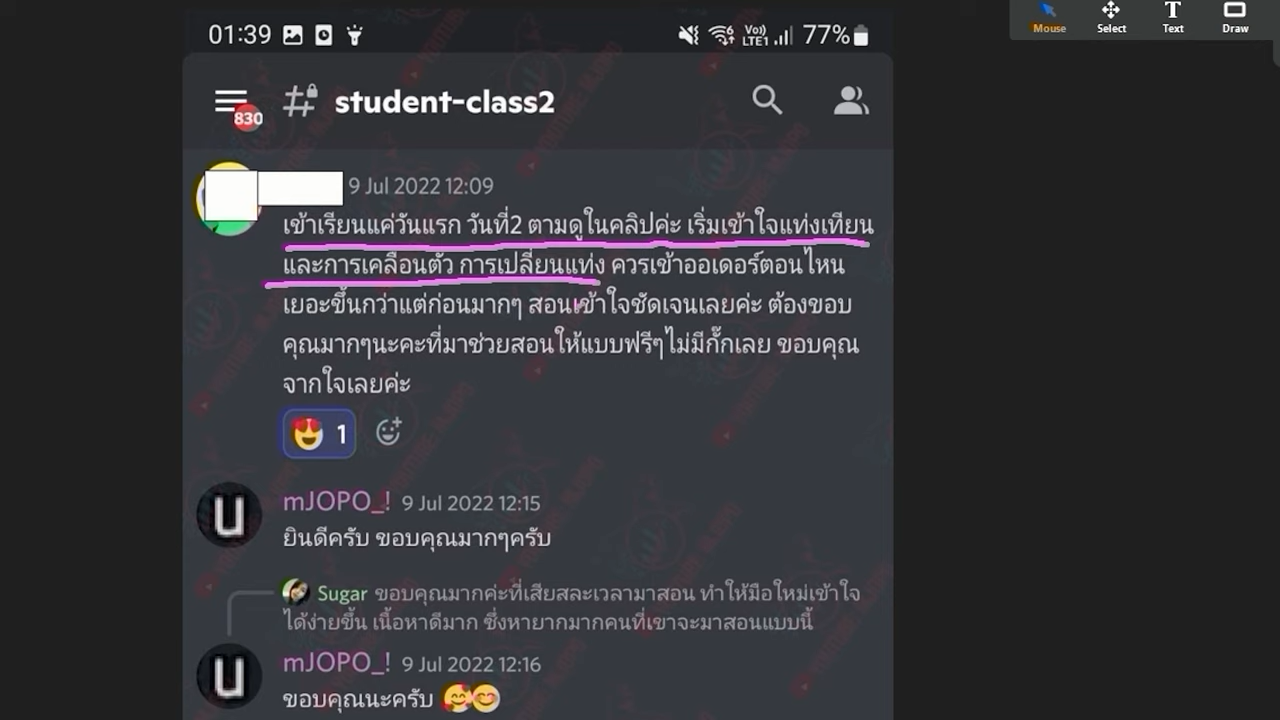 01:39 77%
Vo) LTE1
Mouse Select Text Draw
830
student-class2
9 Jul 2022 12:09
เข้าเรียนแค่วันแรก วันที่2 ตามดูในคลิปค่ะ เริ่มเข้าใจแท่งเทียน
และการเคลื่อนตัว การเปลี่ยนแท่ง ควรเข้าออเดอร์ตอนไหน
เยอะขึ้นกว่าแต่ก่อนมากๆ สอนเข้าใจชัดเจนเลยค่ะ ต้องขอบ
คุณมากๆนะคะที่มาช่วยสอนให้แบบฟรีๆไม่มีกั๊กเลย ขอบคุณ
จากใจเลยค่ะ
1
mJOPO_! 9 Jul 2022 12:15
ยินดีครับ ขอบคุณมากๆครับ
Sugar ขอบคุณมากค่ะที่เสียสละเวลามาสอน ทำให้มือใหม่เข้าใจ
ได้ง่ายขึ้น เนื้อหาดีมาก ซึ่งหายากมากคนที่เขาจะมาสอนแบบนี้
mJOPO_! 9 Jul 2022 12:16
ขอบคุณนะครับ 🥰😊